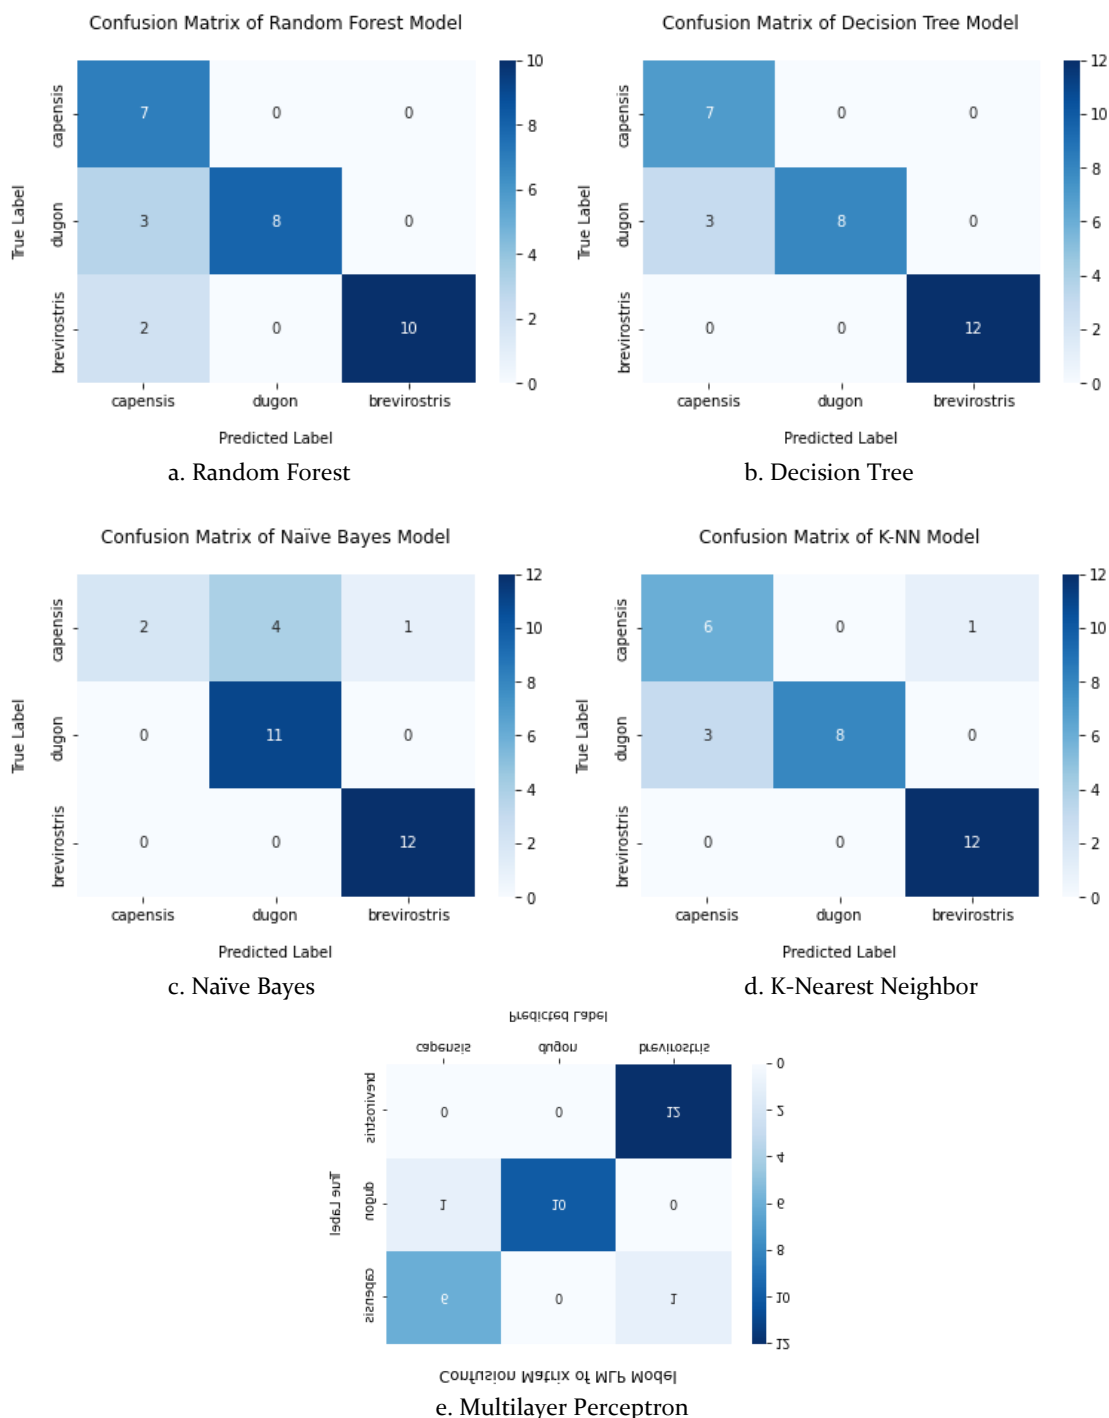 Confusion Matrix of Random Forest Model
True Label
capensis
dugon
brevirostris
7 0 0
3 8 0
2 0 10
10
8
6
4
2
0
capensis dugon brevirostris
Predicted Label
a. Random Forest
Confusion Matrix of Decision Tree Model
True Label
capensis
dugon
brevirostris
7 0 0
3 8 0
0 0 12
12
10
8
6
4
2
0
capensis dugon brevirostris
Predicted Label
b. Decision Tree
Confusion Matrix of Naïve Bayes Model
True Label
capensis
dugon
brevirostris
2 4 1
0 11 0
0 0 12
12
10
8
6
4
2
0
capensis dugon brevirostris
Predicted Label
c. Naïve Bayes
Confusion Matrix of K-NN Model
True Label
capensis
dugon
brevirostris
6 0 1
3 8 0
0 0 12
12
10
8
6
4
2
0
capensis dugon brevirostris
Predicted Label
d. K-Nearest Neighbor
Predicted Label
capensis dugon brevirostris
True Label
brevirostris
dugon
capensis
0 0 12
1 10 0
6 0 1
0
2
4
6
8
10
12
Confusion Matrix of MLP Model
e. Multilayer Perceptron